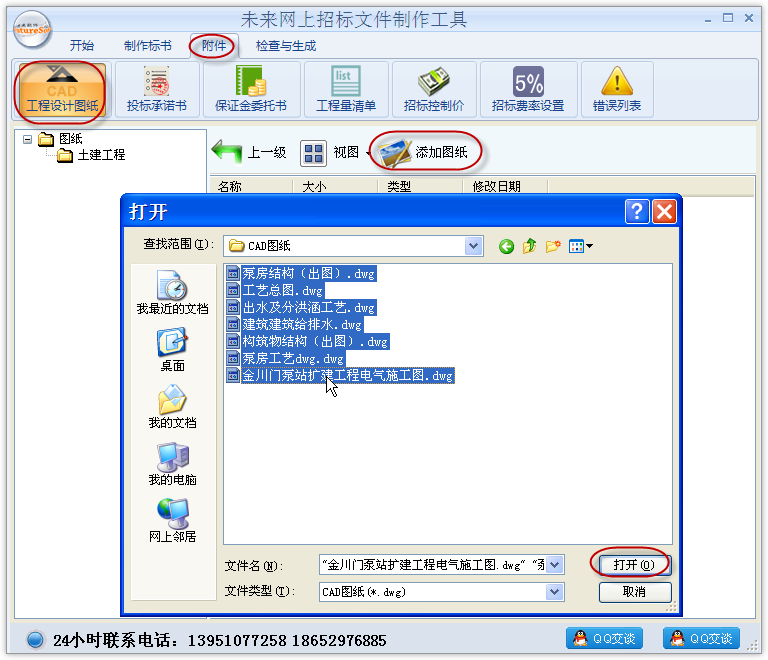 未来网上招标文件制作工具
开始 制作标书 附件 检查与生成
CAD list 5%
工程设计图纸 投标承诺书 保证金委托书 工程量清单 招标控制价 招标费率设置 错误列表
图纸
土建工程
上一级 视图 添加图纸
名称 大小 类型 修改日期
打开
查找范围(I): CAD图纸
我最近的文档
桌面
我的文档
我的电脑
网上邻居
泵房结构（出图）.dwg
工艺总图.dwg
出水及分洪涵工艺.dwg
建筑建筑给排水.dwg
构筑物结构（出图）.dwg
泵房工艺dwg.dwg
金川门泵站扩建工程电气施工图.dwg
文件名(N): "金川门泵站扩建工程电气施工图.dwg" "泵 打开(O)
文件类型(T): CAD图纸(*.dwg) 取消
24小时联系电话: 13951077258 18652976885 QQ交谈 QQ交谈